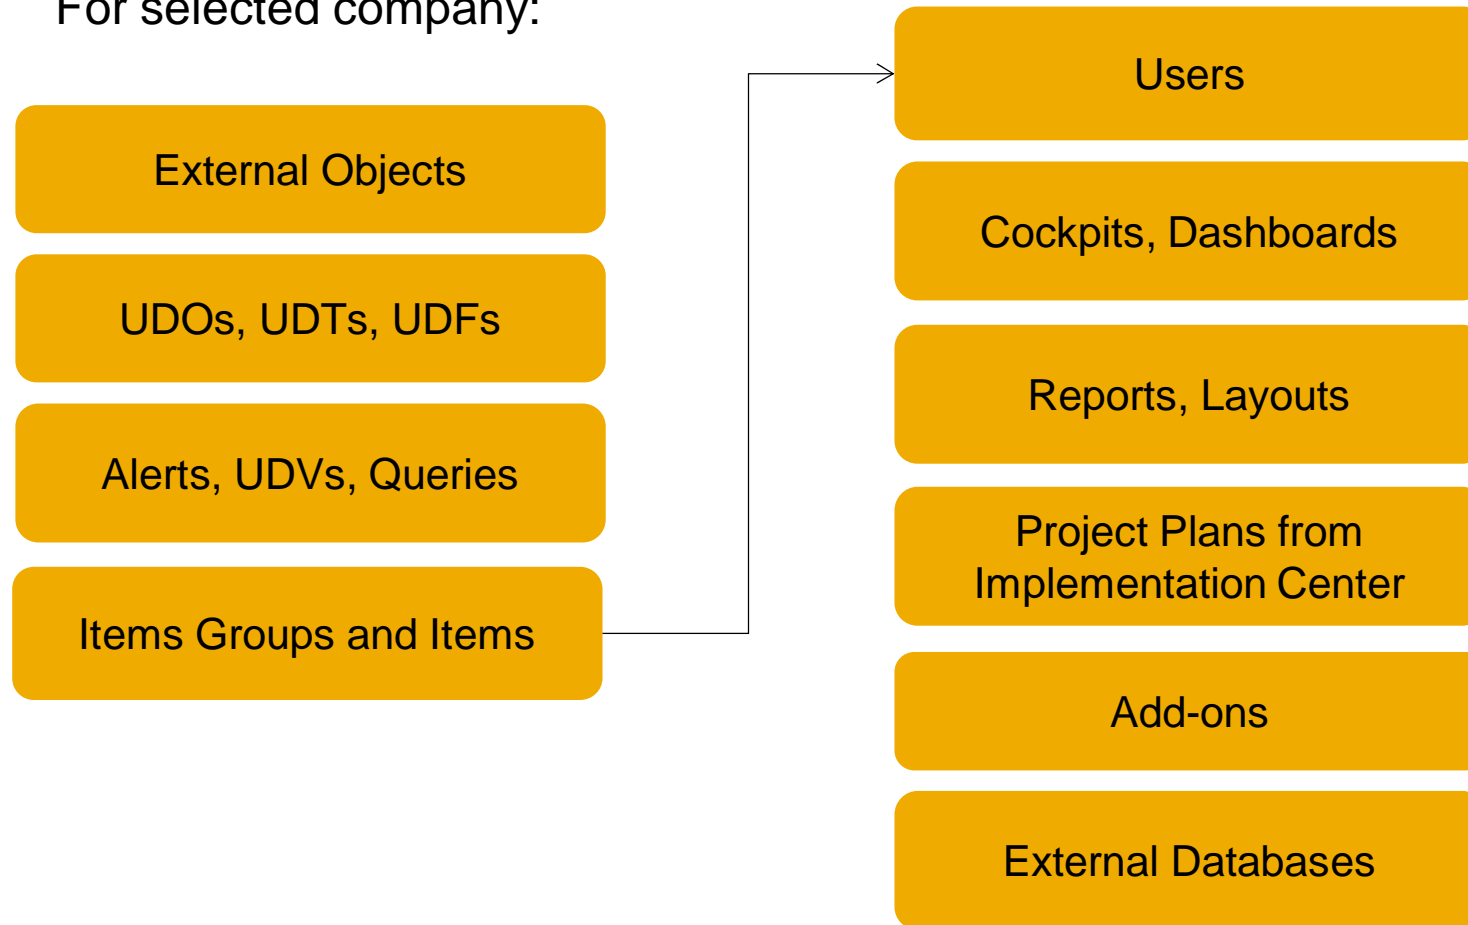 For selected company:
External Objects
UDOs, UDTs, UDFs
Alerts, UDVs, Queries
Items Groups and Items
Users
Cockpits, Dashboards
Reports, Layouts
Project Plans from
Implementation Center
Add-ons
External Databases